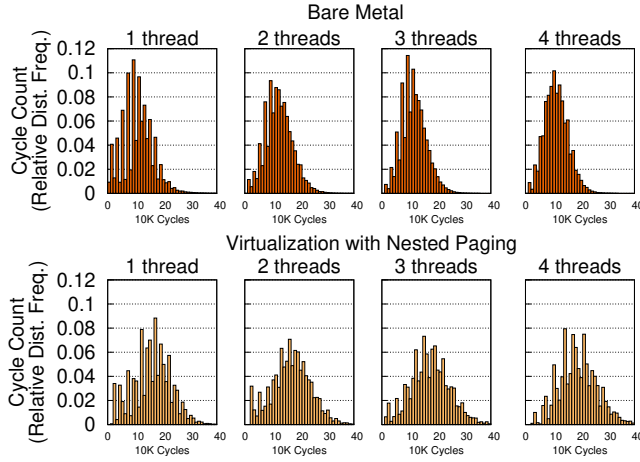 Bare Metal
1 thread 2 threads 3 threads 4 threads
Cycle Count
(Relative Dist. Freq.)
0.12
0.1
0.08
0.06
0.04
0.02
0
0 10 20 30 40 0 10 20 30 40 0 10 20 30 40 0 10 20 30 40
10K Cycles 10K Cycles 10K Cycles 10K Cycles
Virtualization with Nested Paging
1 thread 2 threads 3 threads 4 threads
Cycle Count
(Relative Dist. Freq.)
0.12
0.1
0.08
0.06
0.04
0.02
0
0 10 20 30 40 0 10 20 30 40 0 10 20 30 40 0 10 20 30 40
10K Cycles 10K Cycles 10K Cycles 10K Cycles